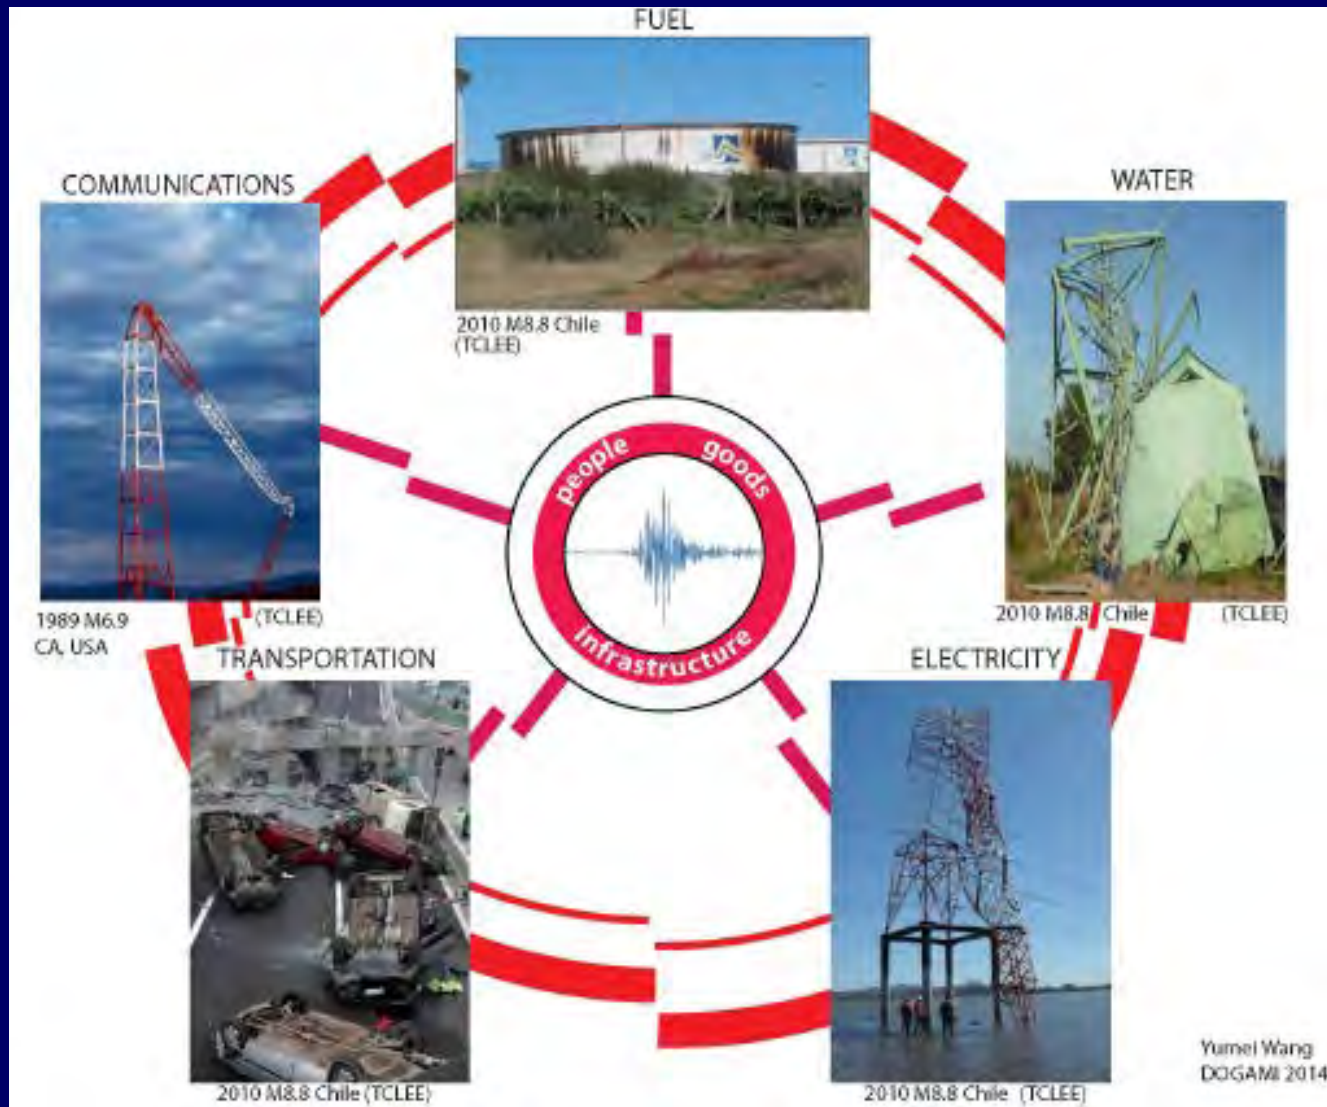 FUEL
2010 M8.8 Chile
(TCLEE)
COMMUNICATIONS
1989 M6.9
CA, USA
(TCLEE)
WATER
2010 M8.8 Chile
(TCLEE)
people
goods
infrastructure
TRANSPORTATION
2010 M8.8 Chile (TCLEE)
ELECTRICITY
2010 M8.8 Chile (TCLEE)
Yumei Wang
DOGAMI 2014